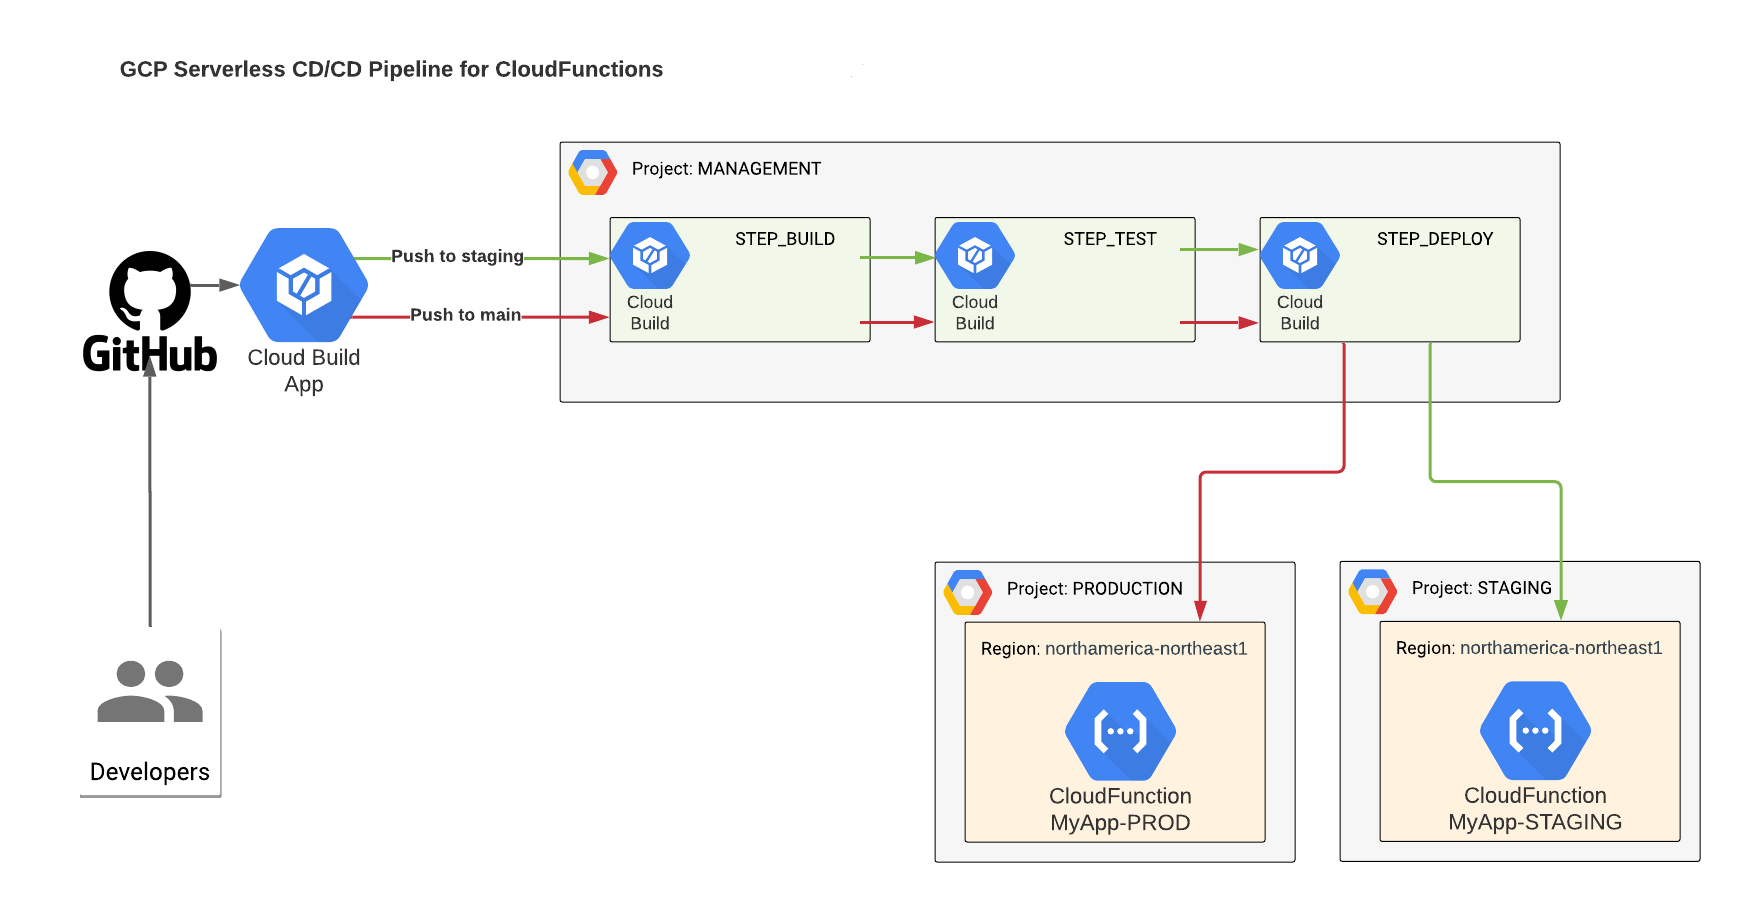 GCP Serverless CD/CD Pipeline for CloudFunctions
Project: MANAGEMENT
STEP_BUILD
STEP_TEST
STEP_DEPLOY
Push to staging
Push to main
Cloud
Build
Cloud
Build
Cloud
Build
GitHub
Cloud Build
App
Project: PRODUCTION
Region: northamerica-northeast1
CloudFunction
MyApp-PROD
Project: STAGING
Region: northamerica-northeast1
CloudFunction
MyApp-STAGING
Developers